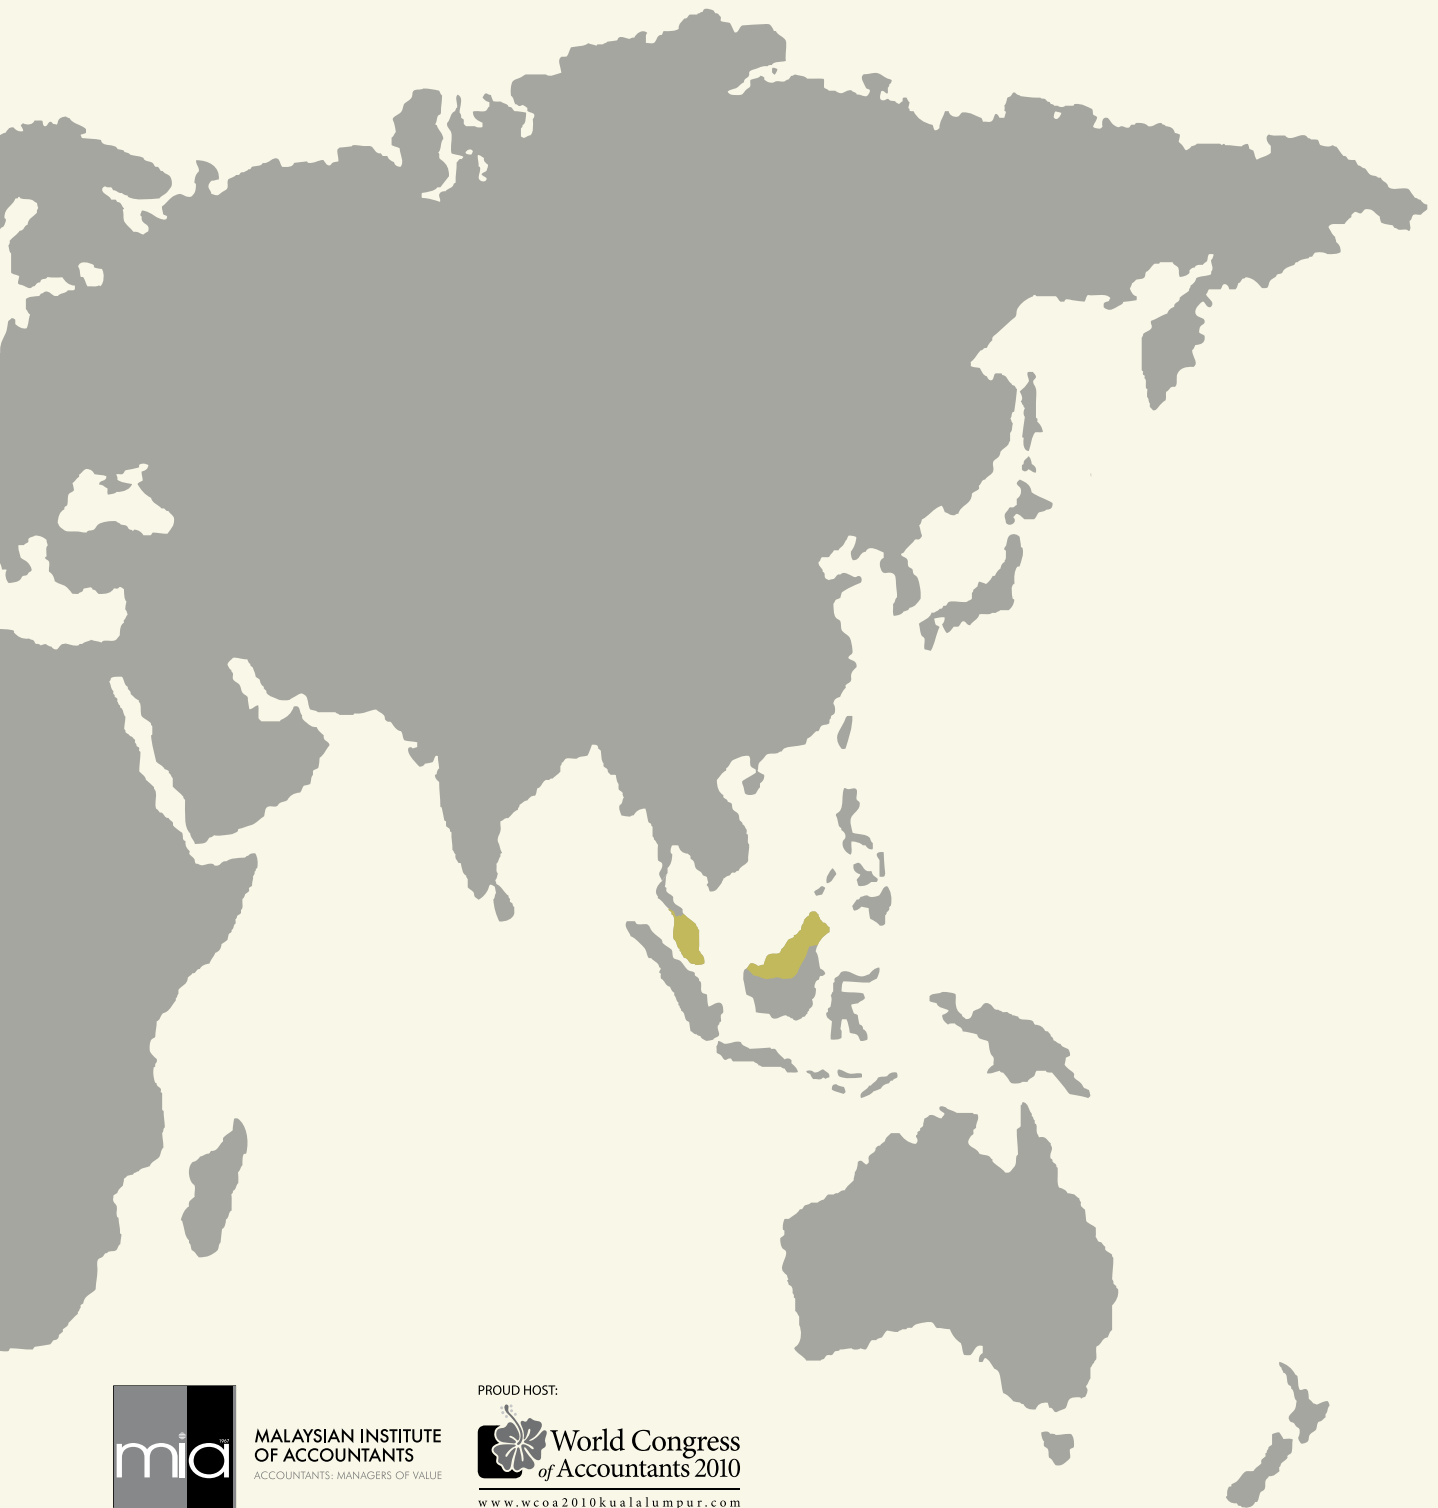 mia
1967
MALAYSIAN INSTITUTE
OF ACCOUNTANTS
ACCOUNTANTS: MANAGERS OF VALUE
PROUD HOST:
World Congress
of Accountants 2010
www.wcoa2010kualalumpur.com